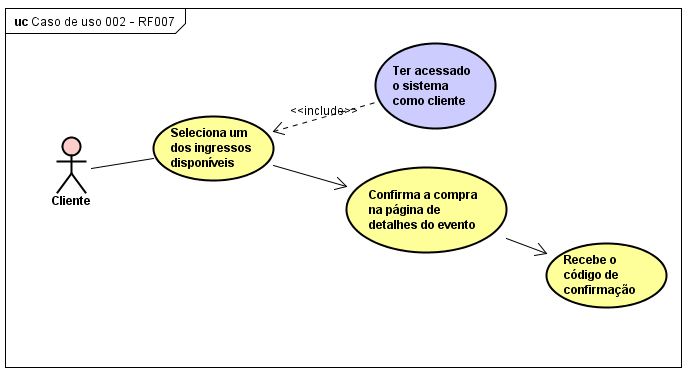 uc Caso de uso 002 - RF007
Ter acessado
o sistema
como cliente
<<include>>
Seleciona um
dos ingressos
disponíveis
Cliente
Confirma a compra
na página de
detalhes do evento
Recebe o
código de
confirmação